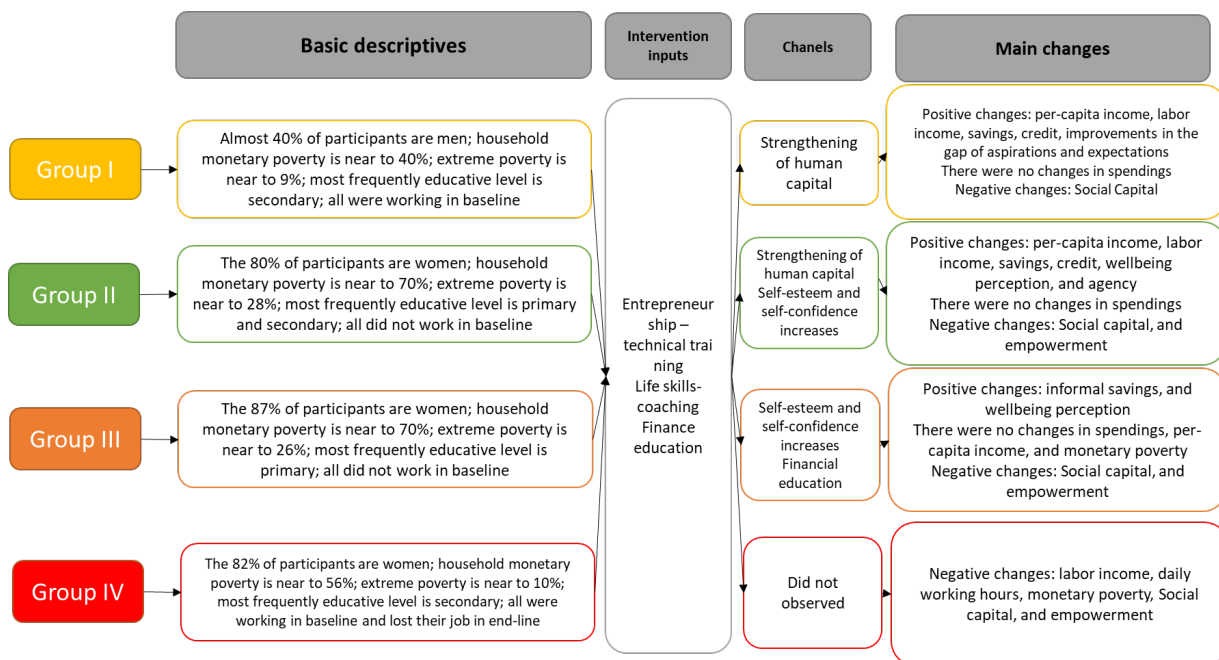 Basic descriptives
Intervention
inputs
Chanels
Main changes
Group I
Almost 40% of participants are men; household
monetary poverty is near to 40%; extreme poverty is
near to 9%; most frequently educative level is
secondary; all were working in baseline
Strengthening
of human
capital
Positive changes: per-capita income, labor
income, savings, credit, improvements in the
gap of aspirations and expectations
There were no changes in spendings
Negative changes: Social Capital
Group II
The 80% of participants are women; household
monetary poverty is near to 70%; extreme poverty is
near to 28%; most frequently educative level is primary
and secondary; all did not work in baseline
Entrepreneur
ship –
technical trai
ning
Life skills-
coaching
Finance
education
Strengthening of
human capital
Self-esteem and
self-confidence
increases
Positive changes: per-capita income, labor
income, savings, credit, wellbeing
perception, and agency
There were no changes in spendings
Negative changes: Social capital, and
empowerment
Group III
The 87% of participants are women; household
monetary poverty is near to 70%; extreme poverty is
near to 26%; most frequently educative level is
primary; all did not work in baseline
Self-esteem and
self-confidence
increases
Financial
education
Positive changes: informal savings, and
wellbeing perception
There were no changes in spendings, per-
capita income, and monetary poverty
Negative changes: Social capital, and
empowerment
Group IV
The 82% of participants are women; household monetary
poverty is near to 56%; extreme poverty is near to 10%;
most frequently educative level is secondary; all were
working in baseline and lost their job in end-line
Did not
observed
Negative changes: labor income, daily
working hours, monetary poverty, Social
capital, and empowerment